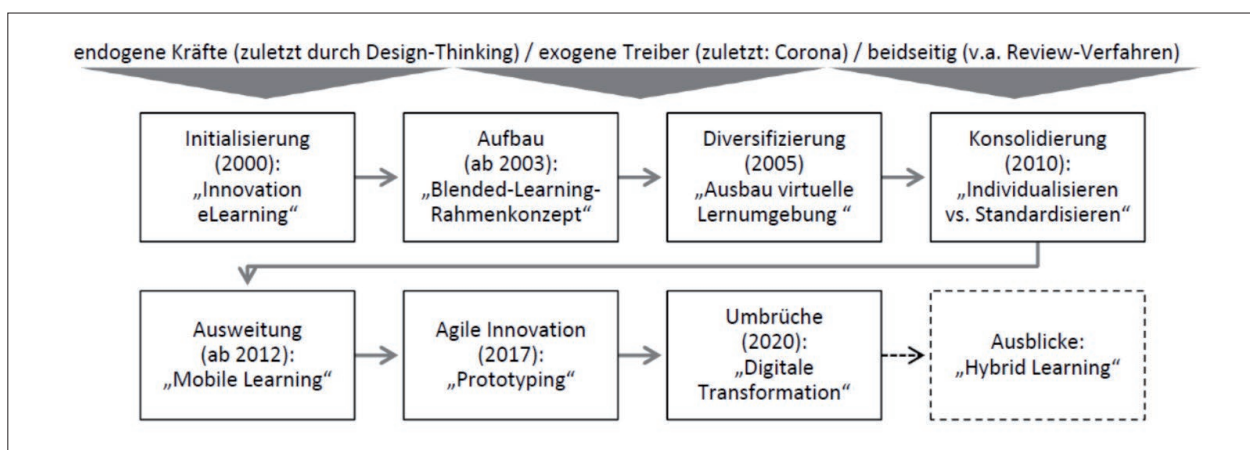 endogene Kräfte (zuletzt durch Design-Thinking) / exogene Treiber (zuletzt: Corona) / beidseitig (v.a. Review-Verfahren)
Initialisierung
(2000):
„Innovation
eLearning“
Aufbau
(ab 2003):
„Blended-Learning-
Rahmenkonzept“
Diversifizierung
(2005)
„Ausbau virtuelle
Lernumgebung “
Konsolidierung
(2010):
„Individualisieren
vs. Standardisieren“
Ausweitung
(ab 2012):
„Mobile Learning“
Agile Innovation
(2017):
„Prototyping“
Umbrüche
(2020):
„Digitale
Transformation“
Ausblicke:
„Hybrid Learning“